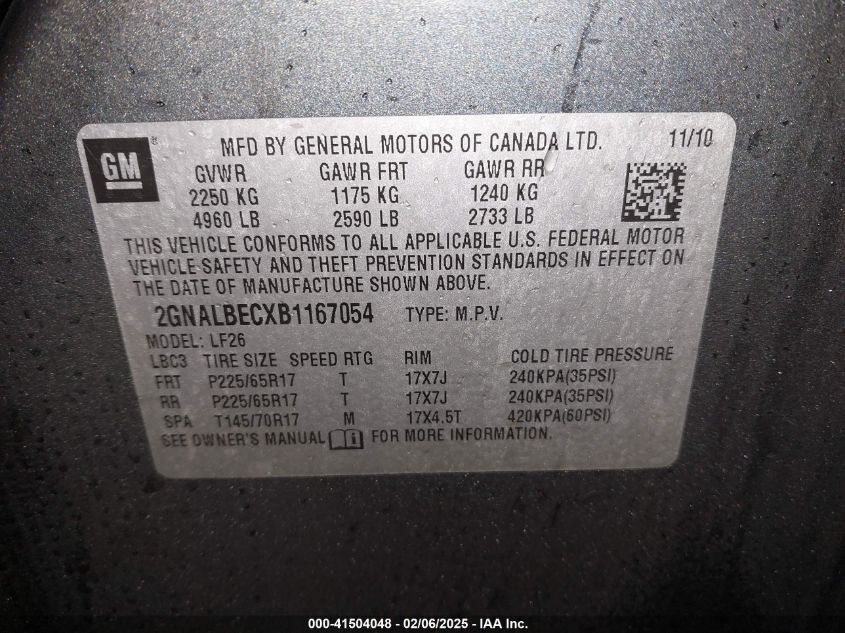 GM ® MFD BY GENERAL MOTORS OF CANADA LTD. 11/10
GVWR GAWR FRT GAWR RR
2250 KG 1175 KG 1240 KG
4960 LB 2590 LB 2733 LB
THIS VEHICLE CONFORMS TO ALL APPLICABLE U.S. FEDERAL MOTOR
VEHICLE SAFETY AND THEFT PREVENTION STANDARDS IN EFFECT ON
THE DATE OF MANUFACTURE SHOWN ABOVE.
2GNALBECXB1167054 TYPE: M.P.V.
MODEL: LF26
LBC3 TIRE SIZE SPEED RTG RIM COLD TIRE PRESSURE
FRT P225/65R17 T 17X7J 240KPA(35PSI)
RR P225/65R17 T 17X7J 240KPA(35PSI)
SPA T145/70R17 M 17X4.5T 420KPA(60PSI)
SEE OWNER'S MANUAL i FOR MORE INFORMATION.
000-41504048 - 02/06/2025 - IAA Inc.